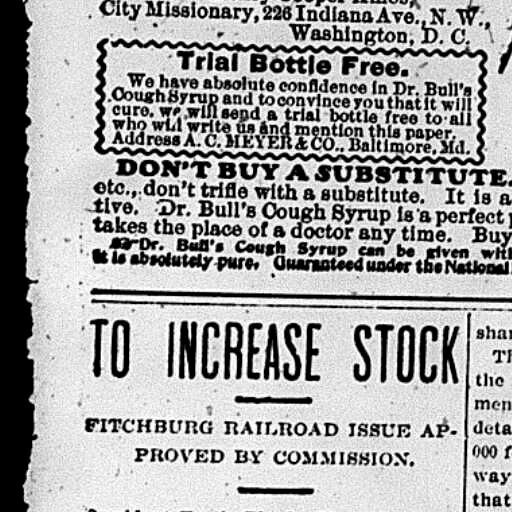 City Missionary, 226 Indiana Ave., N. W.,
Washington, D. C.
Trial Bottle Free.
We have absolute confidence in Dr. Bull's
Cough Syrup and to convince you that it will
cure, we will send a trial bottle free to all
who will write us and mention this paper.
Address A. C. MEYER & CO., Baltimore, Md.
DON'T BUY A SUBSTITUTE.
etc., don't trifle with a substitute. It is a
tive. Dr. Bull's Cough Syrup is a perfect
takes the place of a doctor any time. Buy
Dr. Bull's Cough Syrup can be given
It is absolutely pure. Guaranteed under the National
TO INCREASE STOCK
FITCHBURG RAILROAD ISSUE AP-
PROVED BY COMMISSION.
shar
Th
the
men
deta
000 f
way
that